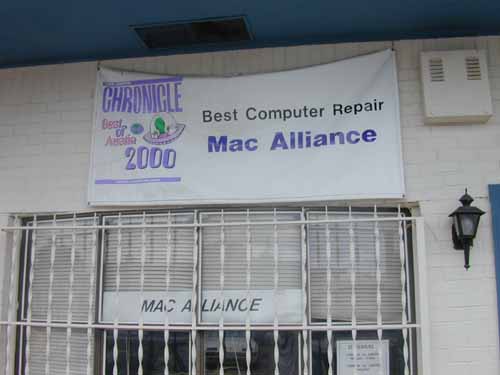 CHRONICLE
Best of Austin
2000
Best Computer Repair
Mac Alliance
MAC ALLIANCE